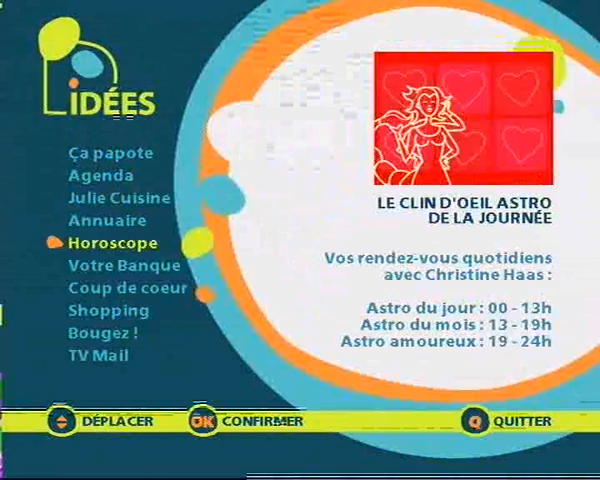 IDÉES
Ça papote
Agenda
Julie Cuisine
Annuaire
Horoscope
Votre Banque
Coup de coeur
Shopping
Bougez !
TV Mail
LE CLIN D'OEIL ASTRO
DE LA JOURNÉE
Vos rendez-vous quotidiens
avec Christine Haas :
Astro du jour : 00 - 13h
Astro du mois : 13 - 19h
Astro amoureux : 19 - 24h
DÉPLACER OK CONFIRMER Q QUITTER